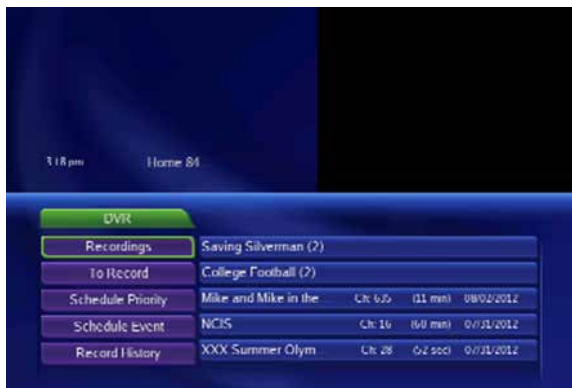 3:18 pm Home 84
DVR
Recordings Saving Silverman (2)
To Record College Football (2)
Schedule Priority Mike and Mike in the Ch: 635 (11 min) 08/02/2012
Schedule Event NCIS Ch: 16 (60 min) 07/31/2012
Record History XXX Summer Olym Ch: 28 (52 sec) 07/31/2012